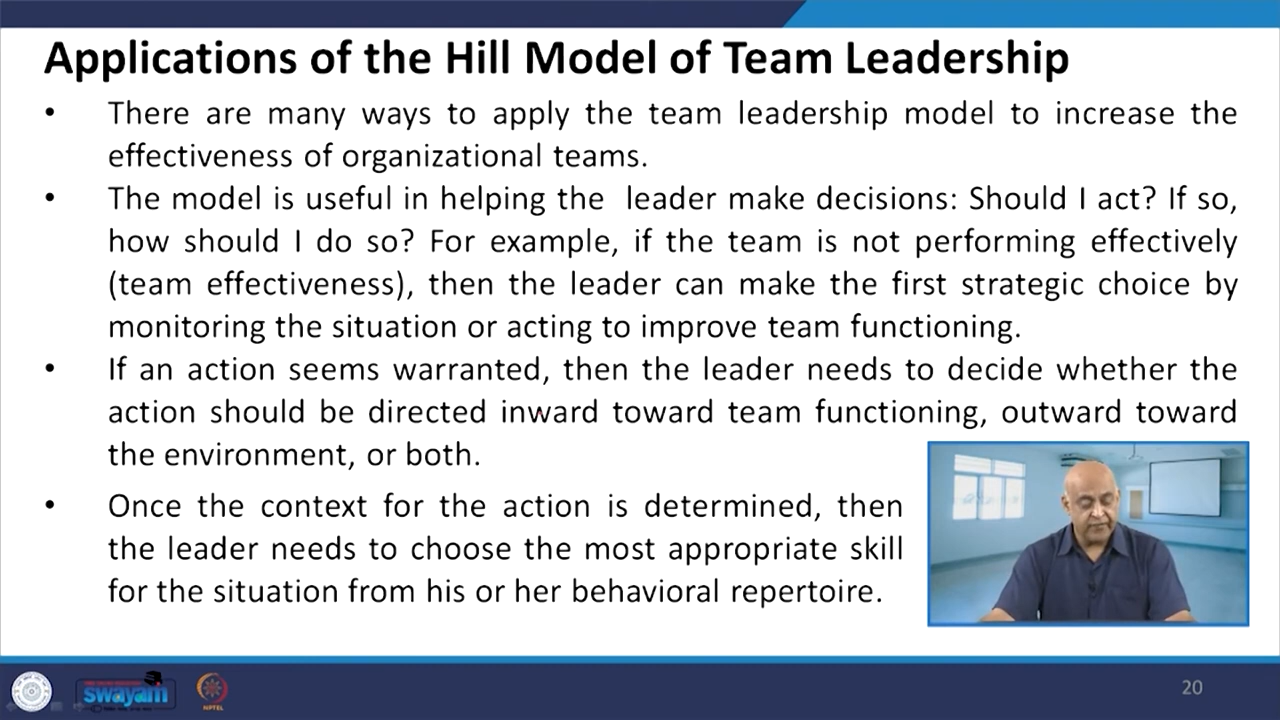 Applications of the Hill Model of Team Leadership
• There are many ways to apply the team leadership model to increase the
effectiveness of organizational teams.
• The model is useful in helping the leader make decisions: Should I act? If so,
how should I do so? For example, if the team is not performing effectively
(team effectiveness), then the leader can make the first strategic choice by
monitoring the situation or acting to improve team functioning.
• If an action seems warranted, then the leader needs to decide whether the
action should be directed inward toward team functioning, outward toward
the environment, or both.
• Once the context for the action is determined, then
the leader needs to choose the most appropriate skill
for the situation from his or her behavioral repertoire.
swayam
NPTEL
20